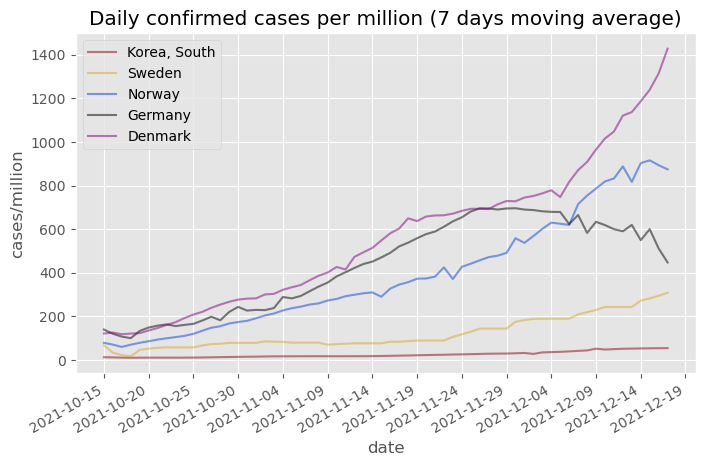 Daily confirmed cases per million (7 days moving average)
Korea, South
Sweden
Norway
Germany
Denmark
1400
1200
1000
800
600
400
200
0
cases/million
2021-10-15
2021-10-20
2021-10-25
2021-10-30
2021-11-04
2021-11-09
2021-11-14
2021-11-19
2021-11-24
2021-11-29
2021-12-04
2021-12-09
2021-12-14
2021-12-19
date